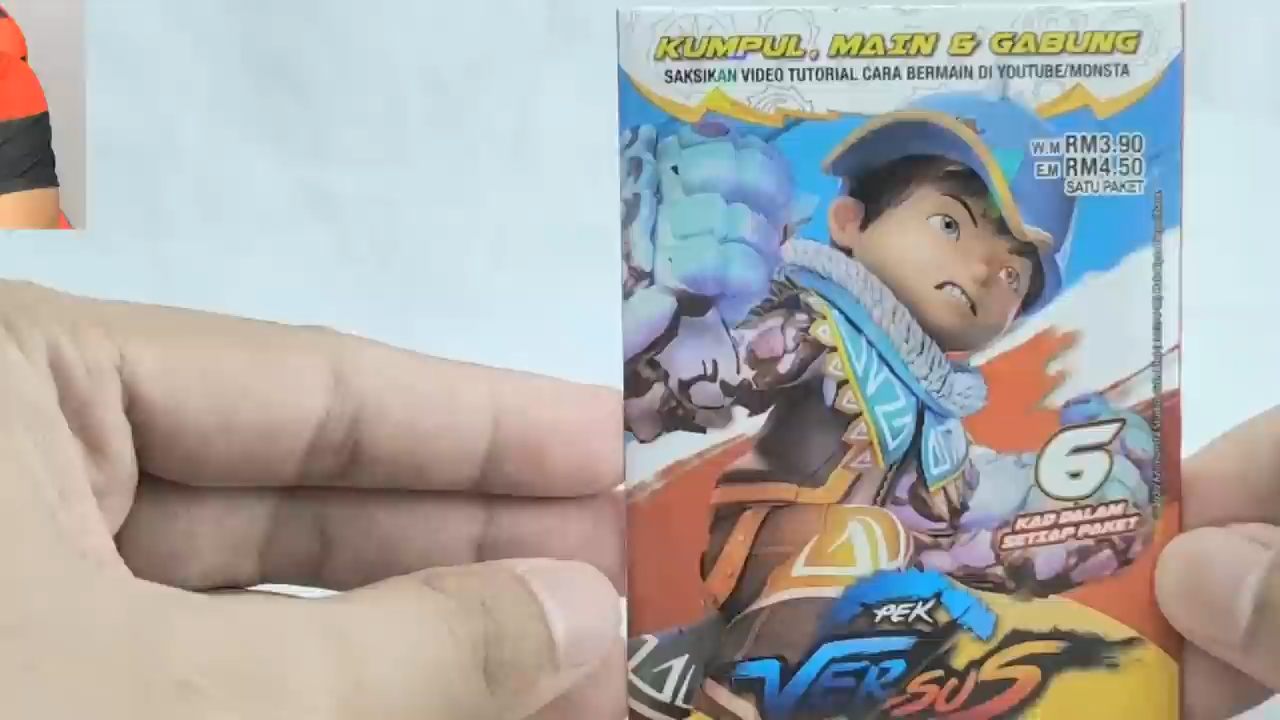 KUMPUL, MAIN & GABUNG
SAKSIKAN VIDEO TUTORIAL CARA BERMAIN DI YOUTUBE/MONSTA
W.M RM3.90
E.M RM4.50
SATU PAKET
6
KAD DALAM
SETIAP PAKET
PEK
VERSUS